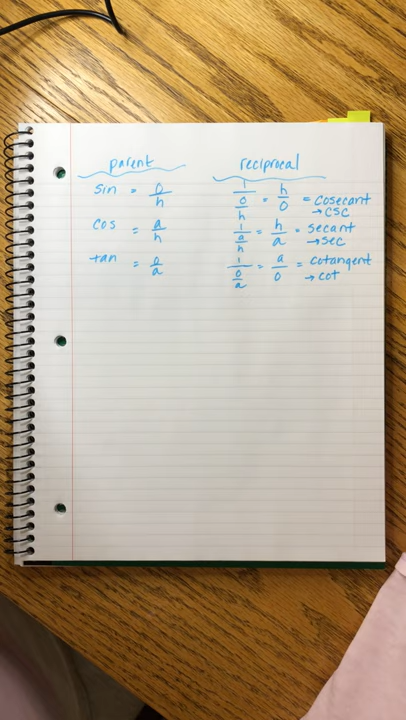 parent reciprocal
sin = o/h 1/(o/h) = h/o = cosecant
→ csc
cos = a/h 1/(a/h) = h/a = secant
→ sec
tan = o/a 1/(o/a) = a/o = cotangent
→ cot